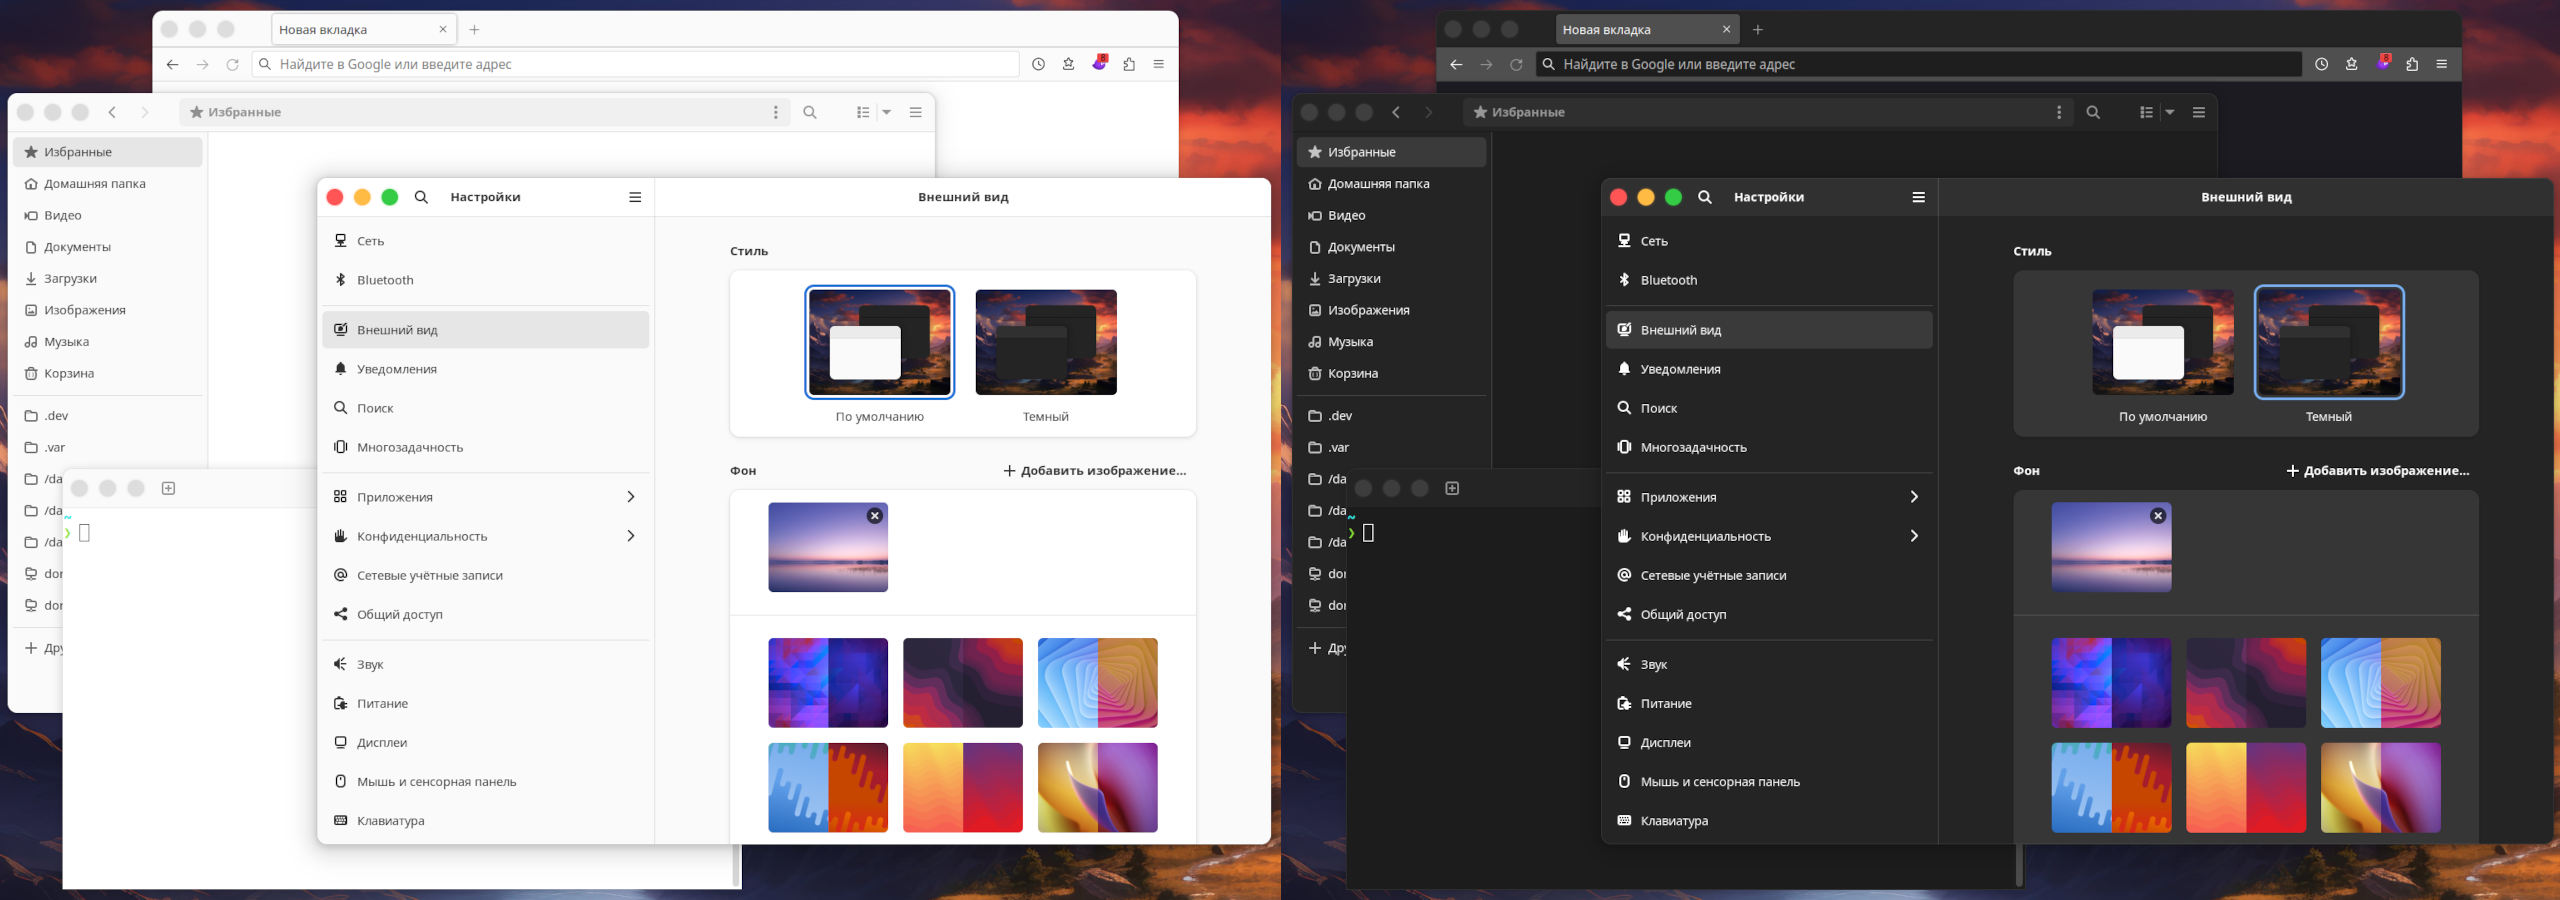 Новая вкладка
Найдите в Google или введите адрес
Избранные
Избранные
Домашняя папка
Видео
Документы
Загрузки
Изображения
Музыка
Корзина
.dev
.var
/da
/da
/da
dor
dor
Дру
~
❯
Настройки
Сеть
Bluetooth
Внешний вид
Уведомления
Поиск
Многозадачность
Приложения
Конфиденциальность
Сетевые учётные записи
Общий доступ
Звук
Питание
Дисплеи
Мышь и сенсорная панель
Клавиатура
Внешний вид
Стиль
По умолчанию
Темный
Фон
Добавить изображение...
Новая вкладка
Найдите в Google или введите адрес
Избранные
Избранные
Домашняя папка
Видео
Документы
Загрузки
Изображения
Музыка
Корзина
.dev
.var
/da
/da
/da
dor
dor
Дру
~
❯
Настройки
Сеть
Bluetooth
Внешний вид
Уведомления
Поиск
Многозадачность
Приложения
Конфиденциальность
Сетевые учётные записи
Общий доступ
Звук
Питание
Дисплеи
Мышь и сенсорная панель
Клавиатура
Внешний вид
Стиль
По умолчанию
Темный
Фон
Добавить изображение...